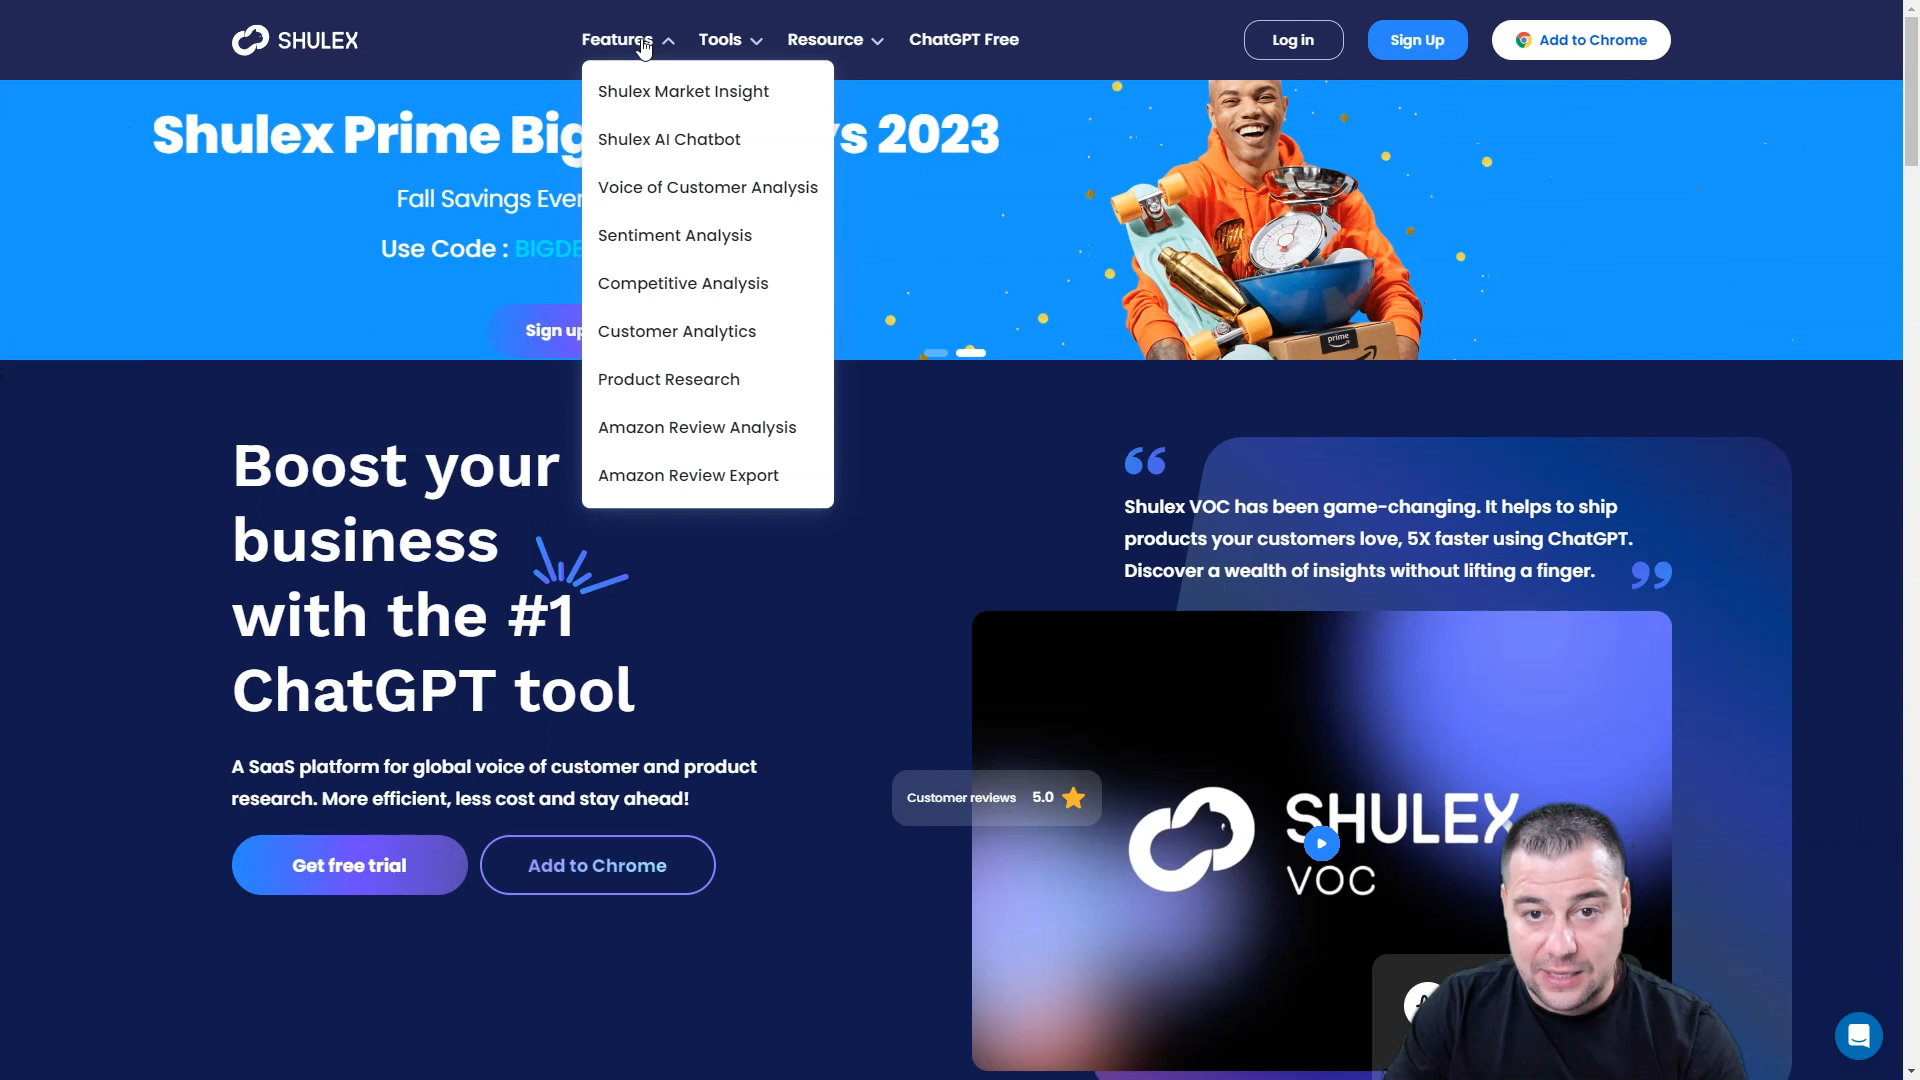 SHULEX
Features
Tools
Resource
ChatGPT Free
Log in
Sign Up
Add to Chrome
Shulex Market Insight
Shulex AI Chatbot
Voice of Customer Analysis
Sentiment Analysis
Competitive Analysis
Customer Analytics
Product Research
Amazon Review Analysis
Amazon Review Export
Shulex Prime Big
ys 2023
Fall Savings
Use Code :
Sign up
prime
Boost your
business
with the #1
ChatGPT tool
A SaaS platform for global voice of customer and product
research. More efficient, less cost and stay ahead!
Get free trial
Add to Chrome
“
Shulex VOC has been game-changing. It helps to ship
products your customers love, 5X faster using ChatGPT.
Discover a wealth of insights without lifting a finger.
”
Customer reviews 5.0
SHULEX
VOC